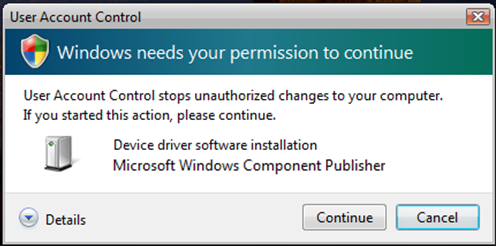 User Account Control
Windows needs your permission to continue
User Account Control stops unauthorized changes to your computer.
If you started this action, please continue.
Device driver software installation
Microsoft Windows Component Publisher
Details
Continue
Cancel